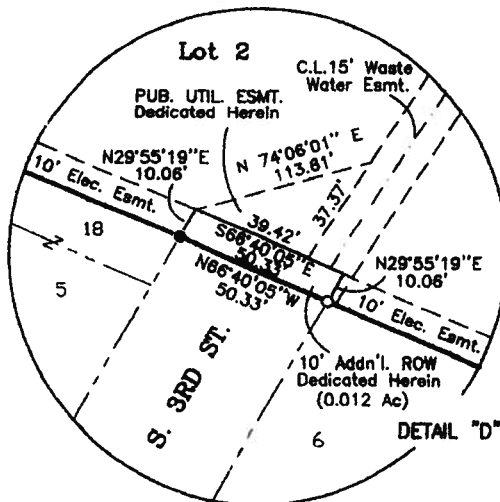 Lot 2
C.L.15' Waste
Water Esmt.
PUB. UTIL. ESMT.
Dedicated Herein
N 74°06'01" E
113.81'
N29°55'19"E
10.06'
37.37'
10' Elec. Esmt.
39.42'
S66°40'05"E
50.33'
18
N66°40'05"W
50.33'
N29°55'19"E
10.06'
5
10' Elec. Esmt.
10' Addn'l. ROW
Dedicated Herein
(0.012 Ac)
S. 3RD ST.
6
DETAIL "D"